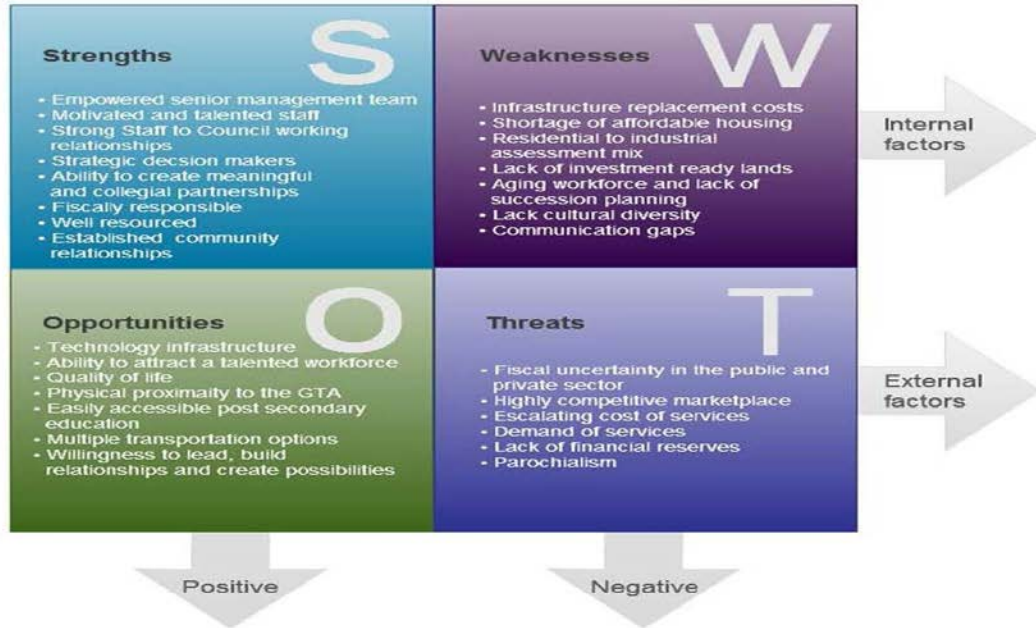 S
Strengths
• Empowered senior management team
• Motivated and talented staff
• Strong Staff to Council working
relationships
• Strategic decsion makers
• Ability to create meaningful
and collegial partnerships
• Fiscally responsible
• Well resourced
• Established community
relationships
W
Weaknesses
• Infrastructure replacement costs
• Shortage of affordable housing
• Residential to industrial
assessment mix
• Lack of investment ready lands
• Aging workforce and lack of
succession planning
• Lack cultural diversity
• Communication gaps
Internal
factors
O
Opportunities
• Technology infrastructure
• Ability to attract a talented workforce
• Quality of life
• Physical proximaity to the GTA
• Easily accessible post secondary
education
• Multiple transportation options
• Willingness to lead, build
relationships and create possibilities
T
Threats
• Fiscal uncertainty in the public and
private sector
• Highly competitive marketplace
• Escalating cost of services
• Demand of services
• Lack of financial reserves
• Parochialism
External
factors
Positive
Negative